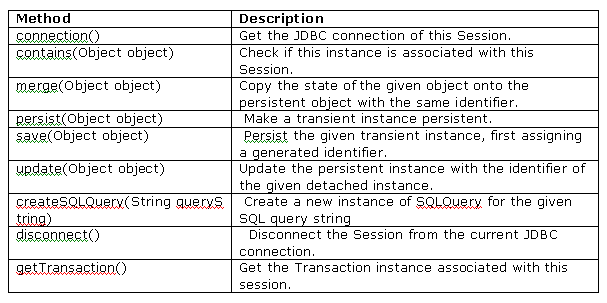 Method Description
connection() Get the JDBC connection of this Session.
contains(Object object) Check if this instance is associated with this
Session.
merge(Object object) Copy the state of the given object onto the
persistent object with the same identifier.
persist(Object object) Make a transient instance persistent.
save(Object object) Persist the given transient instance, first assigning
a generated identifier.
update(Object object) Update the persistent instance with the identifier of
the given detached instance.
createSQLQuery(String queryS Create a new instance of SQLQuery for the given
tring) SQL query string
disconnect() Disconnect the Session from the current JDBC
connection.
getTransaction() Get the Transaction instance associated with this
session.